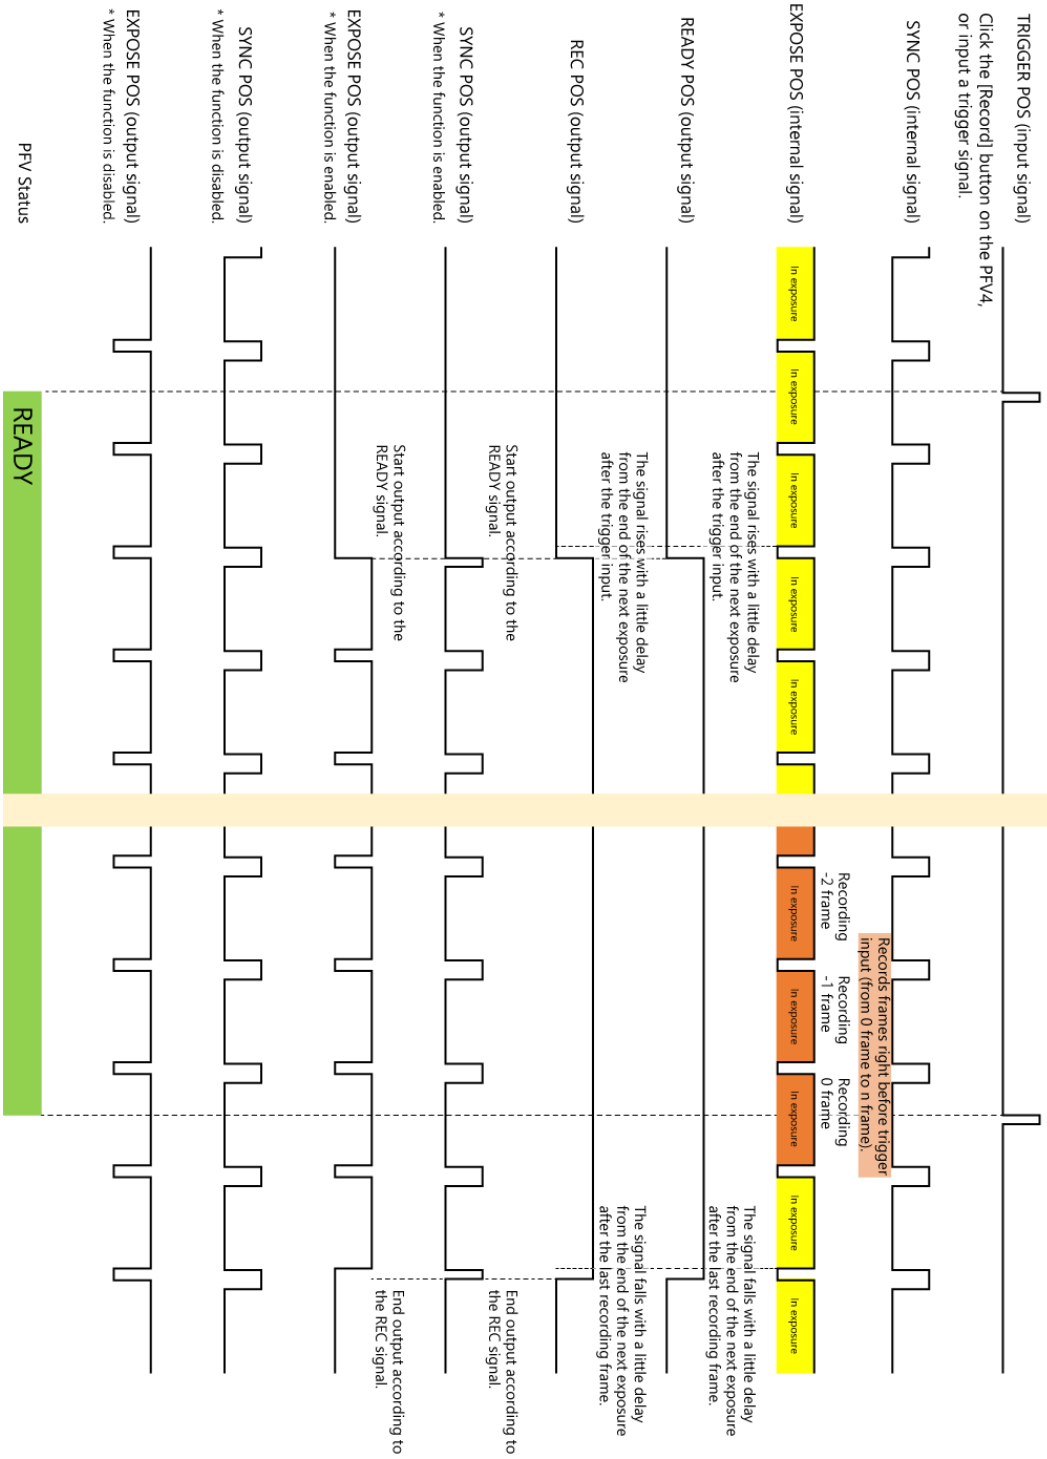 TRIGGER POS (input signal)
Click the [Record] button on the PFV4,
or input a trigger signal.
SYNC POS (internal signal)
Records frames right before trigger
input (from 0 frame to n frame).
Recording
-2 frame
Recording
-1 frame
Recording
0 frame
EXPOSE POS (internal signal)
In exposure
In exposure
In exposure
In exposure
In exposure
In exposure
In exposure
In exposure
In exposure
In exposure
The signal rises with a little delay
from the end of the next exposure
after the trigger input.
The signal falls with a little delay
from the end of the next exposure
after the last recording frame.
READY POS (output signal)
The signal rises with a little delay
from the end of the next exposure
after the trigger input.
The signal falls with a little delay
from the end of the next exposure
after the last recording frame.
REC POS (output signal)
Start output according to the
READY signal.
End output according to
the REC signal.
SYNC POS (output signal)
* When the function is enabled.
Start output according to the
READY signal.
End output according to
the REC signal.
EXPOSE POS (output signal)
* When the function is enabled.
SYNC POS (output signal)
* When the function is disabled.
EXPOSE POS (output signal)
* When the function is disabled.
PFV Status
READY